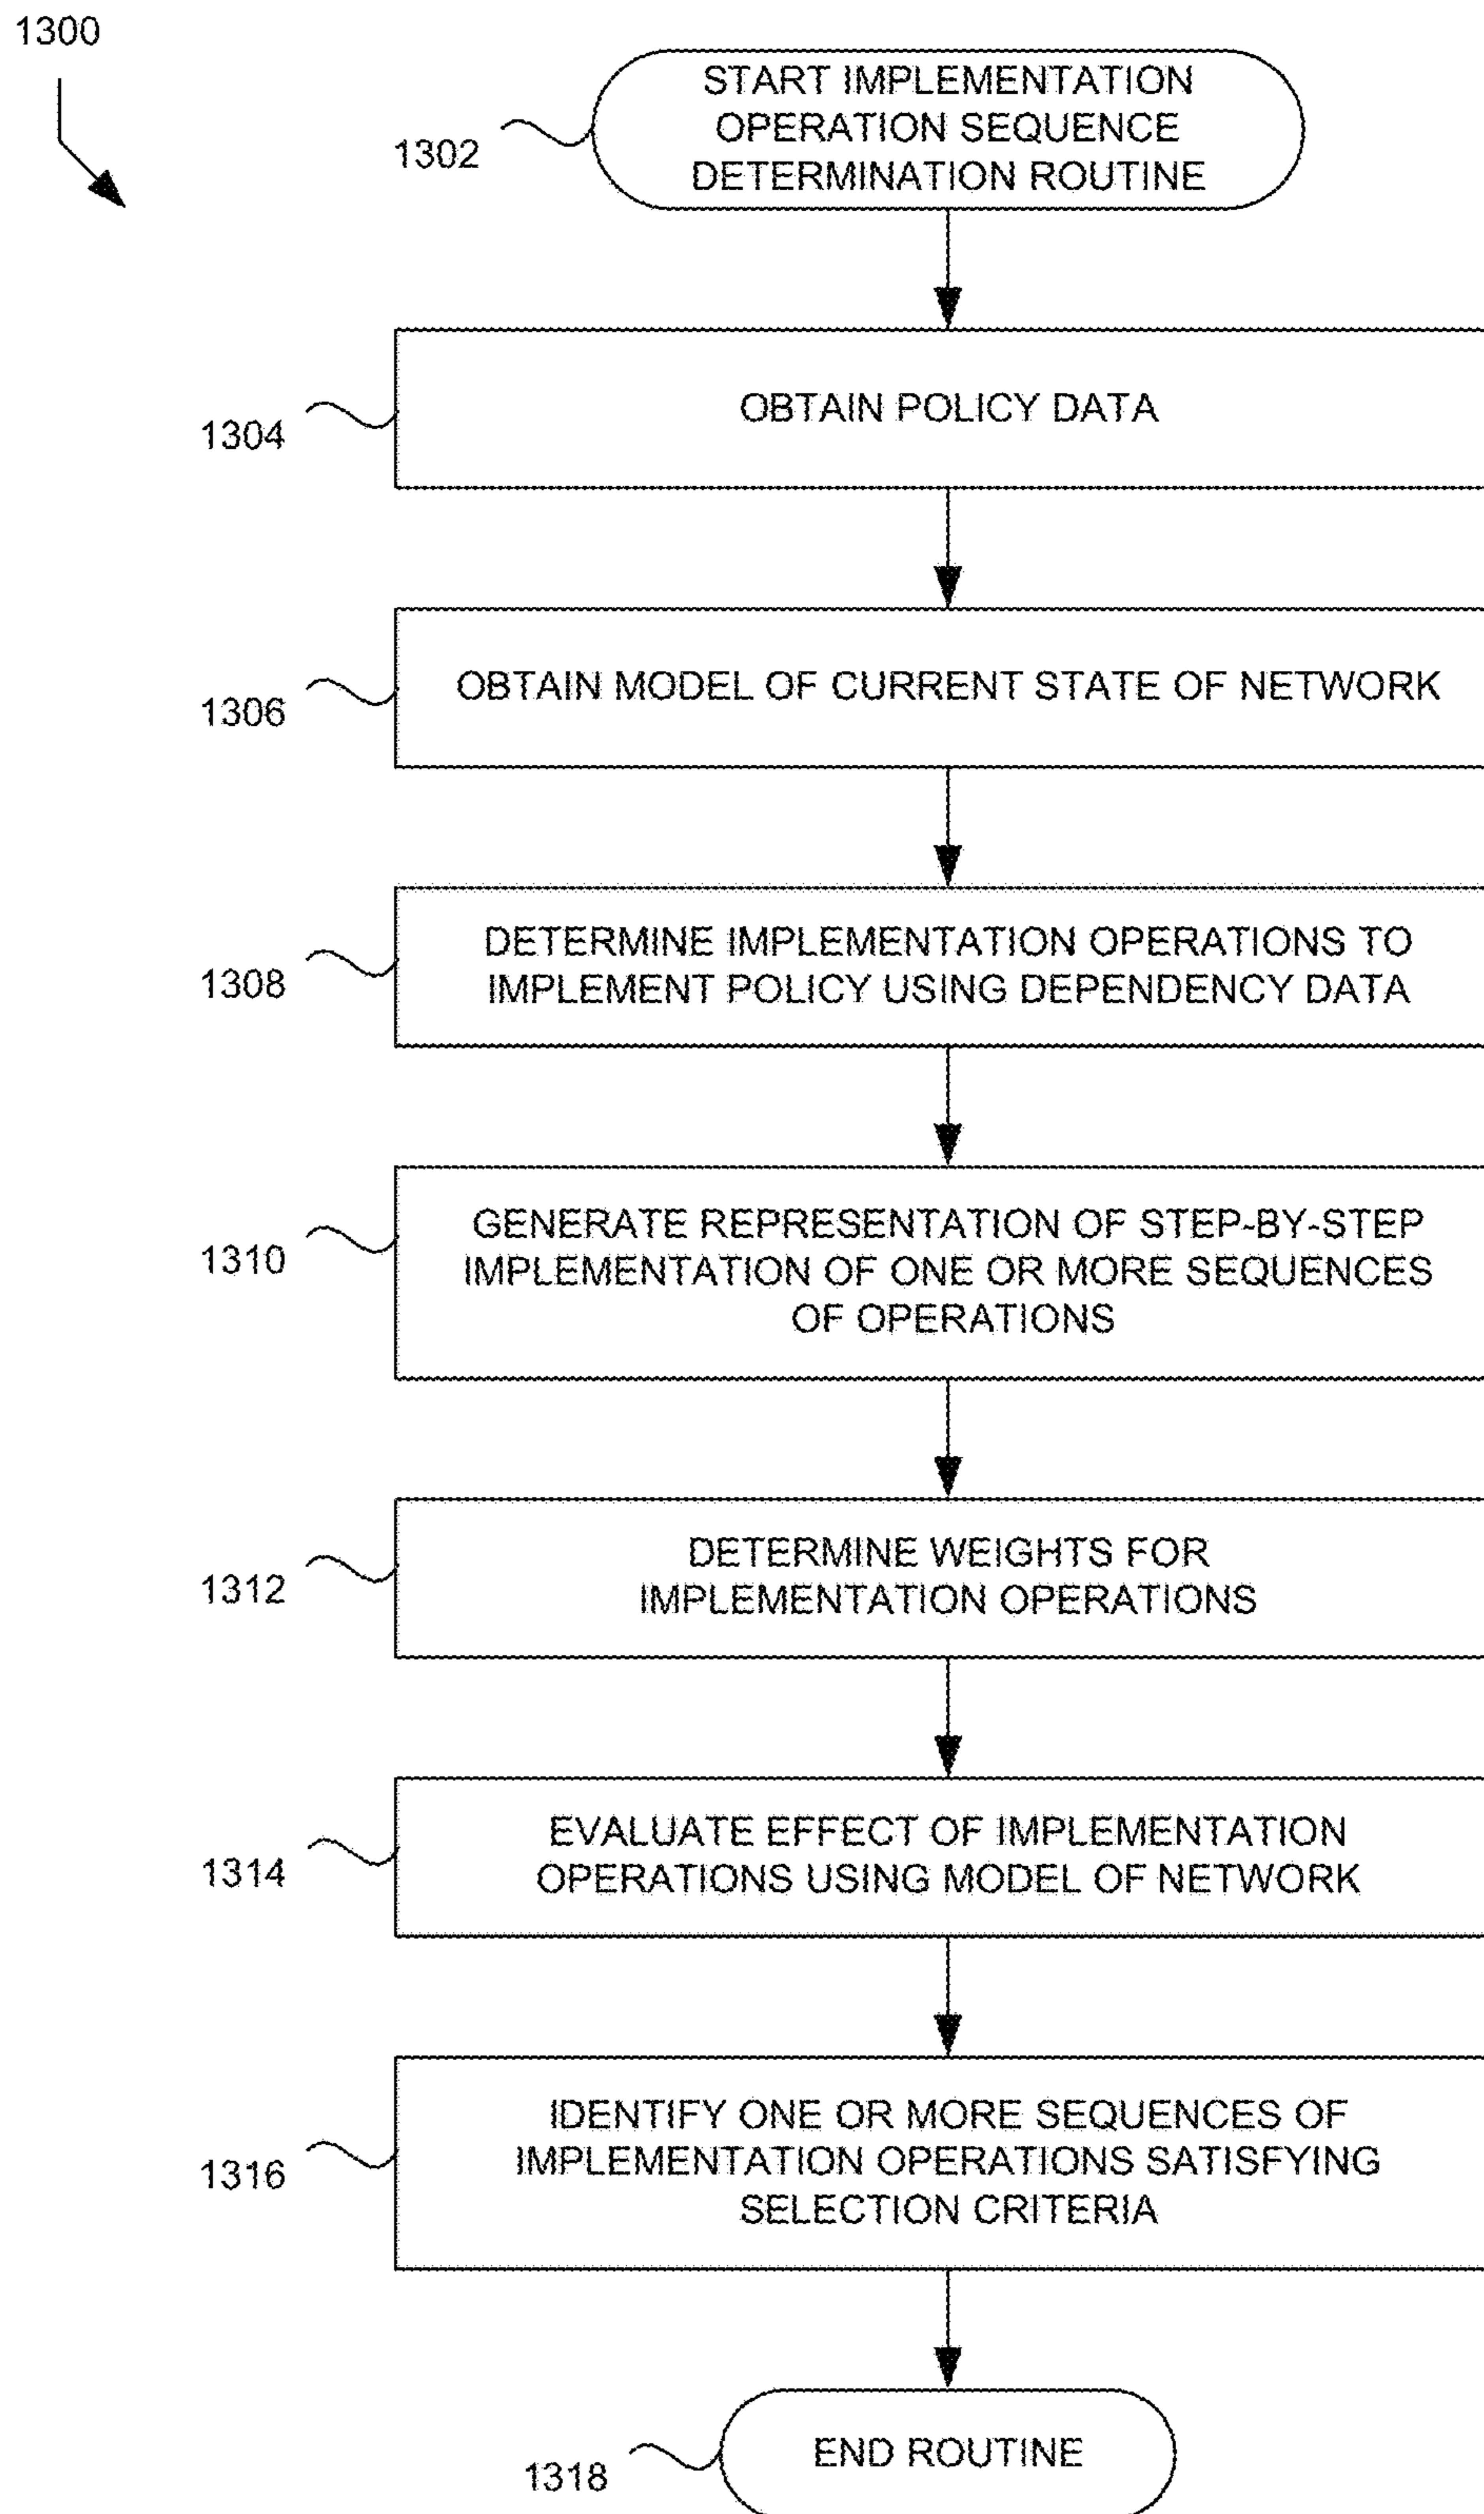 1300
START IMPLEMENTATION
OPERATION SEQUENCE
DETERMINATION ROUTINE
1302
OBTAIN POLICY DATA
1304
OBTAIN MODEL OF CURRENT STATE OF NETWORK
1306
DETERMINE IMPLEMENTATION OPERATIONS TO
IMPLEMENT POLICY USING DEPENDENCY DATA
1308
GENERATE REPRESENTATION OF STEP-BY-STEP
IMPLEMENTATION OF ONE OR MORE SEQUENCES
OF OPERATIONS
1310
DETERMINE WEIGHTS FOR
IMPLEMENTATION OPERATIONS
1312
EVALUATE EFFECT OF IMPLEMENTATION
OPERATIONS USING MODEL OF NETWORK
1314
IDENTIFY ONE OR MORE SEQUENCES OF
IMPLEMENTATION OPERATIONS SATISFYING
SELECTION CRITERIA
1316
END ROUTINE
1318